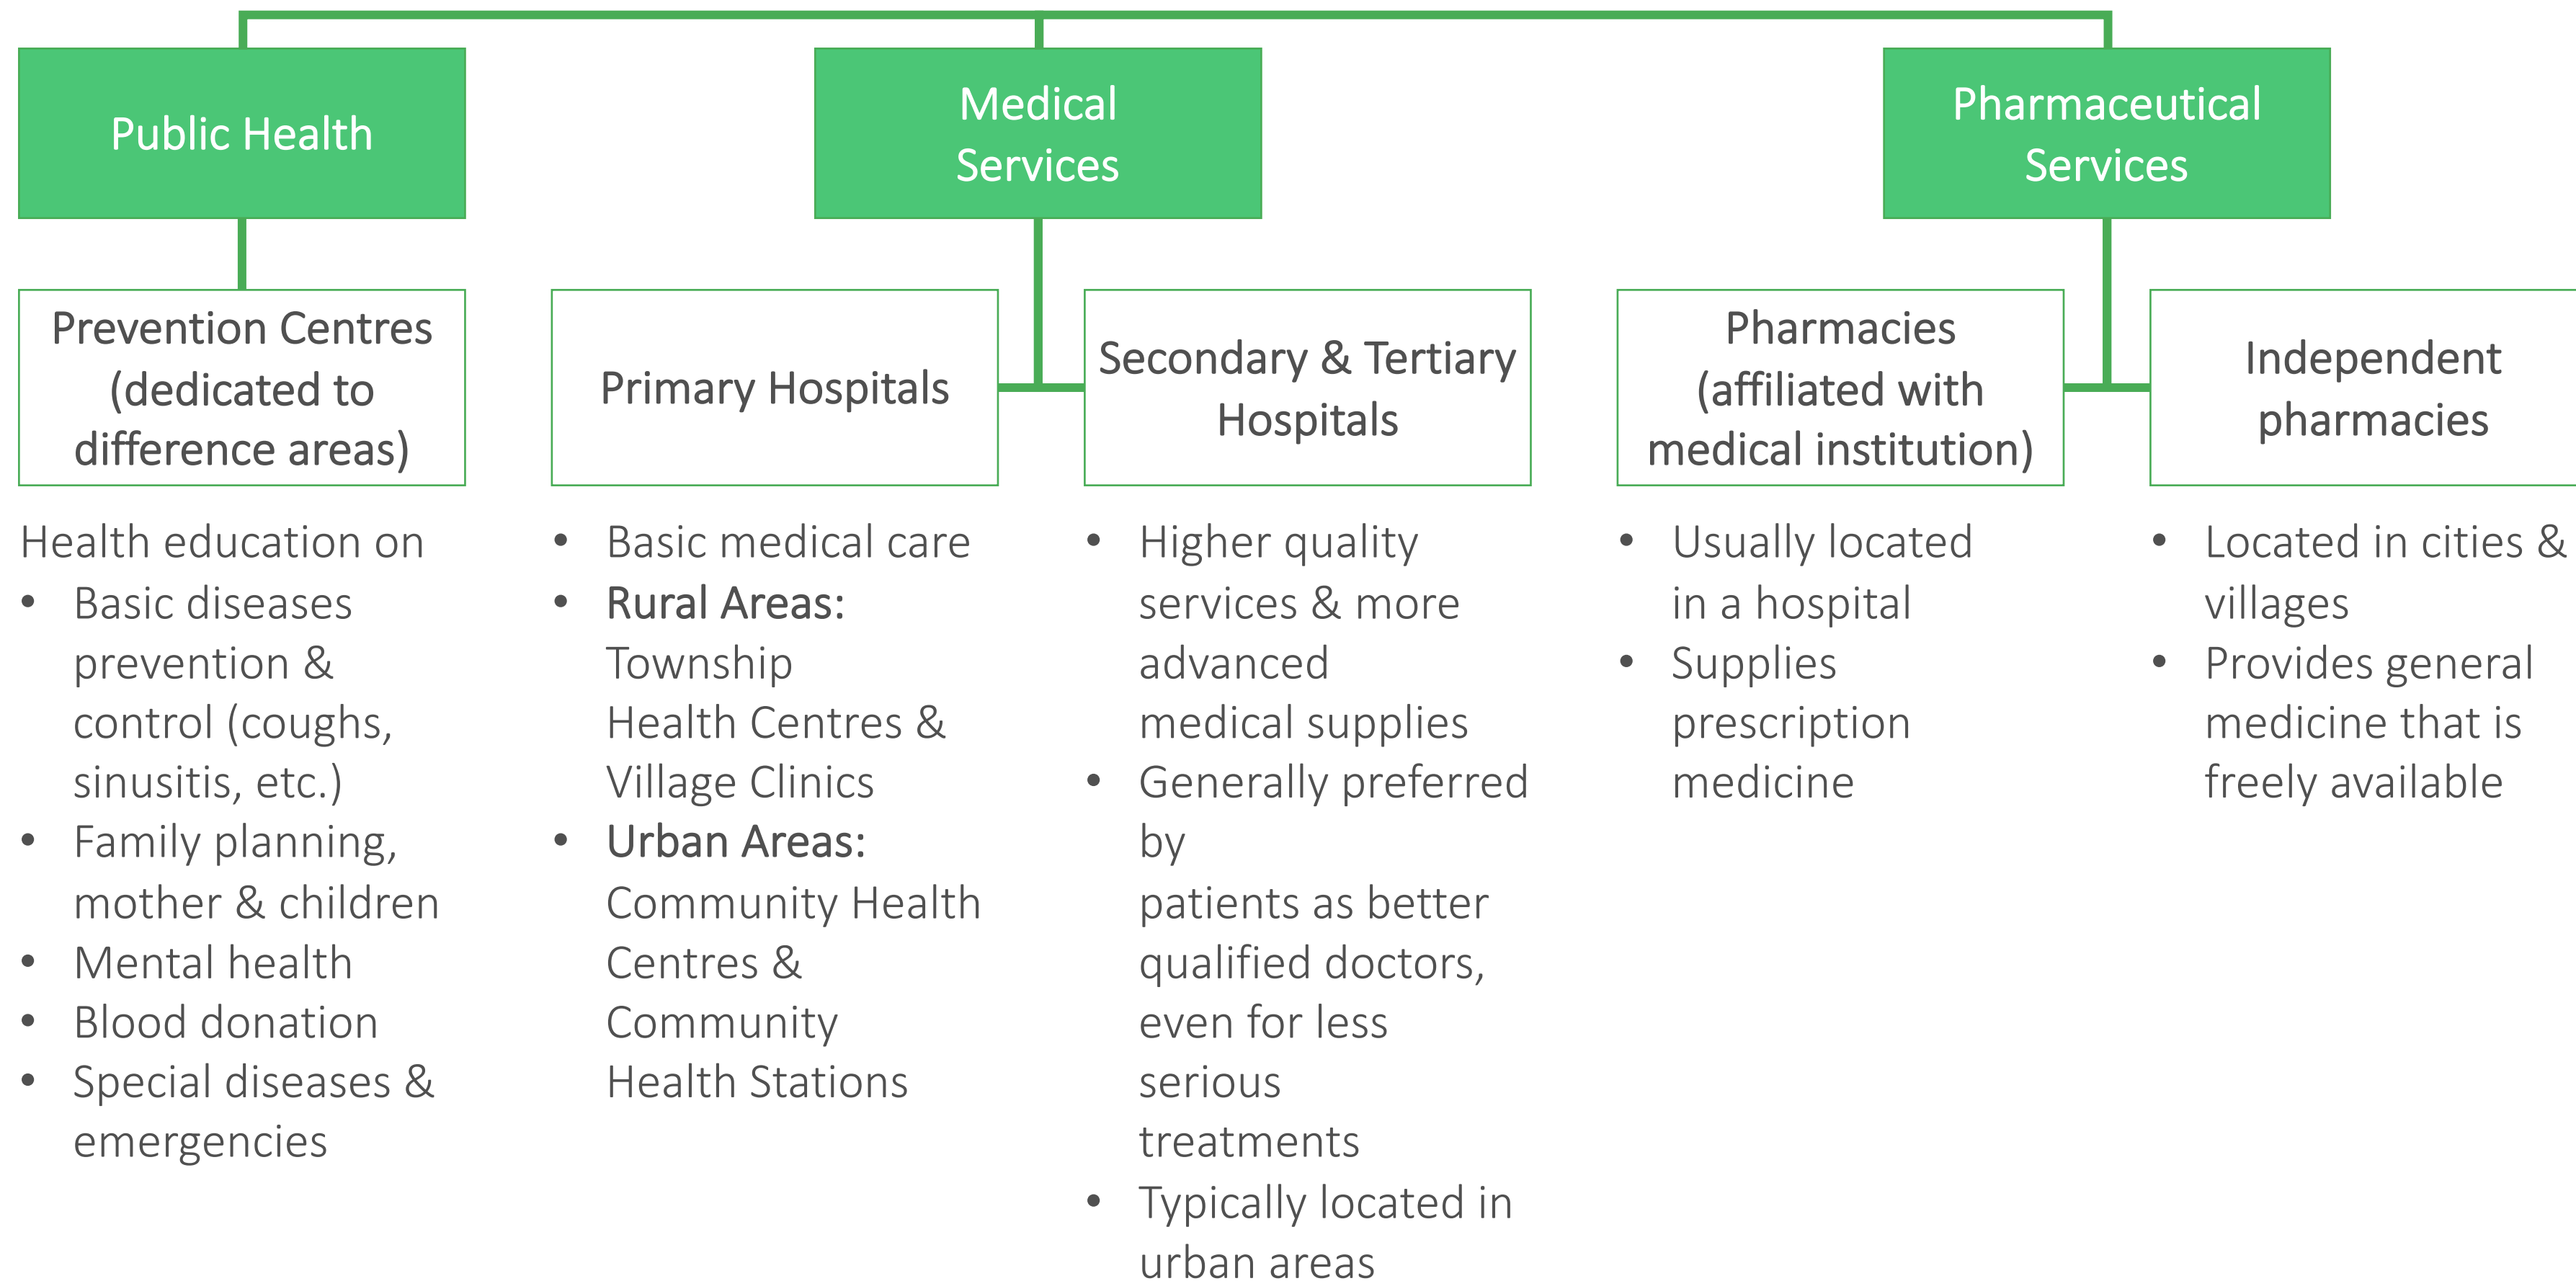 Public Health
Medical
Services
Pharmaceutical
Services
Prevention Centres
(dedicated to
difference areas)
Primary Hospitals
Secondary & Tertiary
Hospitals
Pharmacies
(affiliated with
medical institution)
Independent
pharmacies
Health education on
• Basic diseases
prevention &
control (coughs,
sinusitis, etc.)
• Family planning,
mother & children
• Mental health
• Blood donation
• Special diseases &
emergencies
• Basic medical care
• Rural Areas:
Township
Health Centres &
Village Clinics
• Urban Areas:
Community Health
Centres &
Community
Health Stations
• Higher quality
services & more
advanced
medical supplies
• Generally preferred
by
patients as better
qualified doctors,
even for less
serious
treatments
• Typically located in
urban areas
• Usually located
in a hospital
• Supplies
prescription
medicine
• Located in cities &
villages
• Provides general
medicine that is
freely available